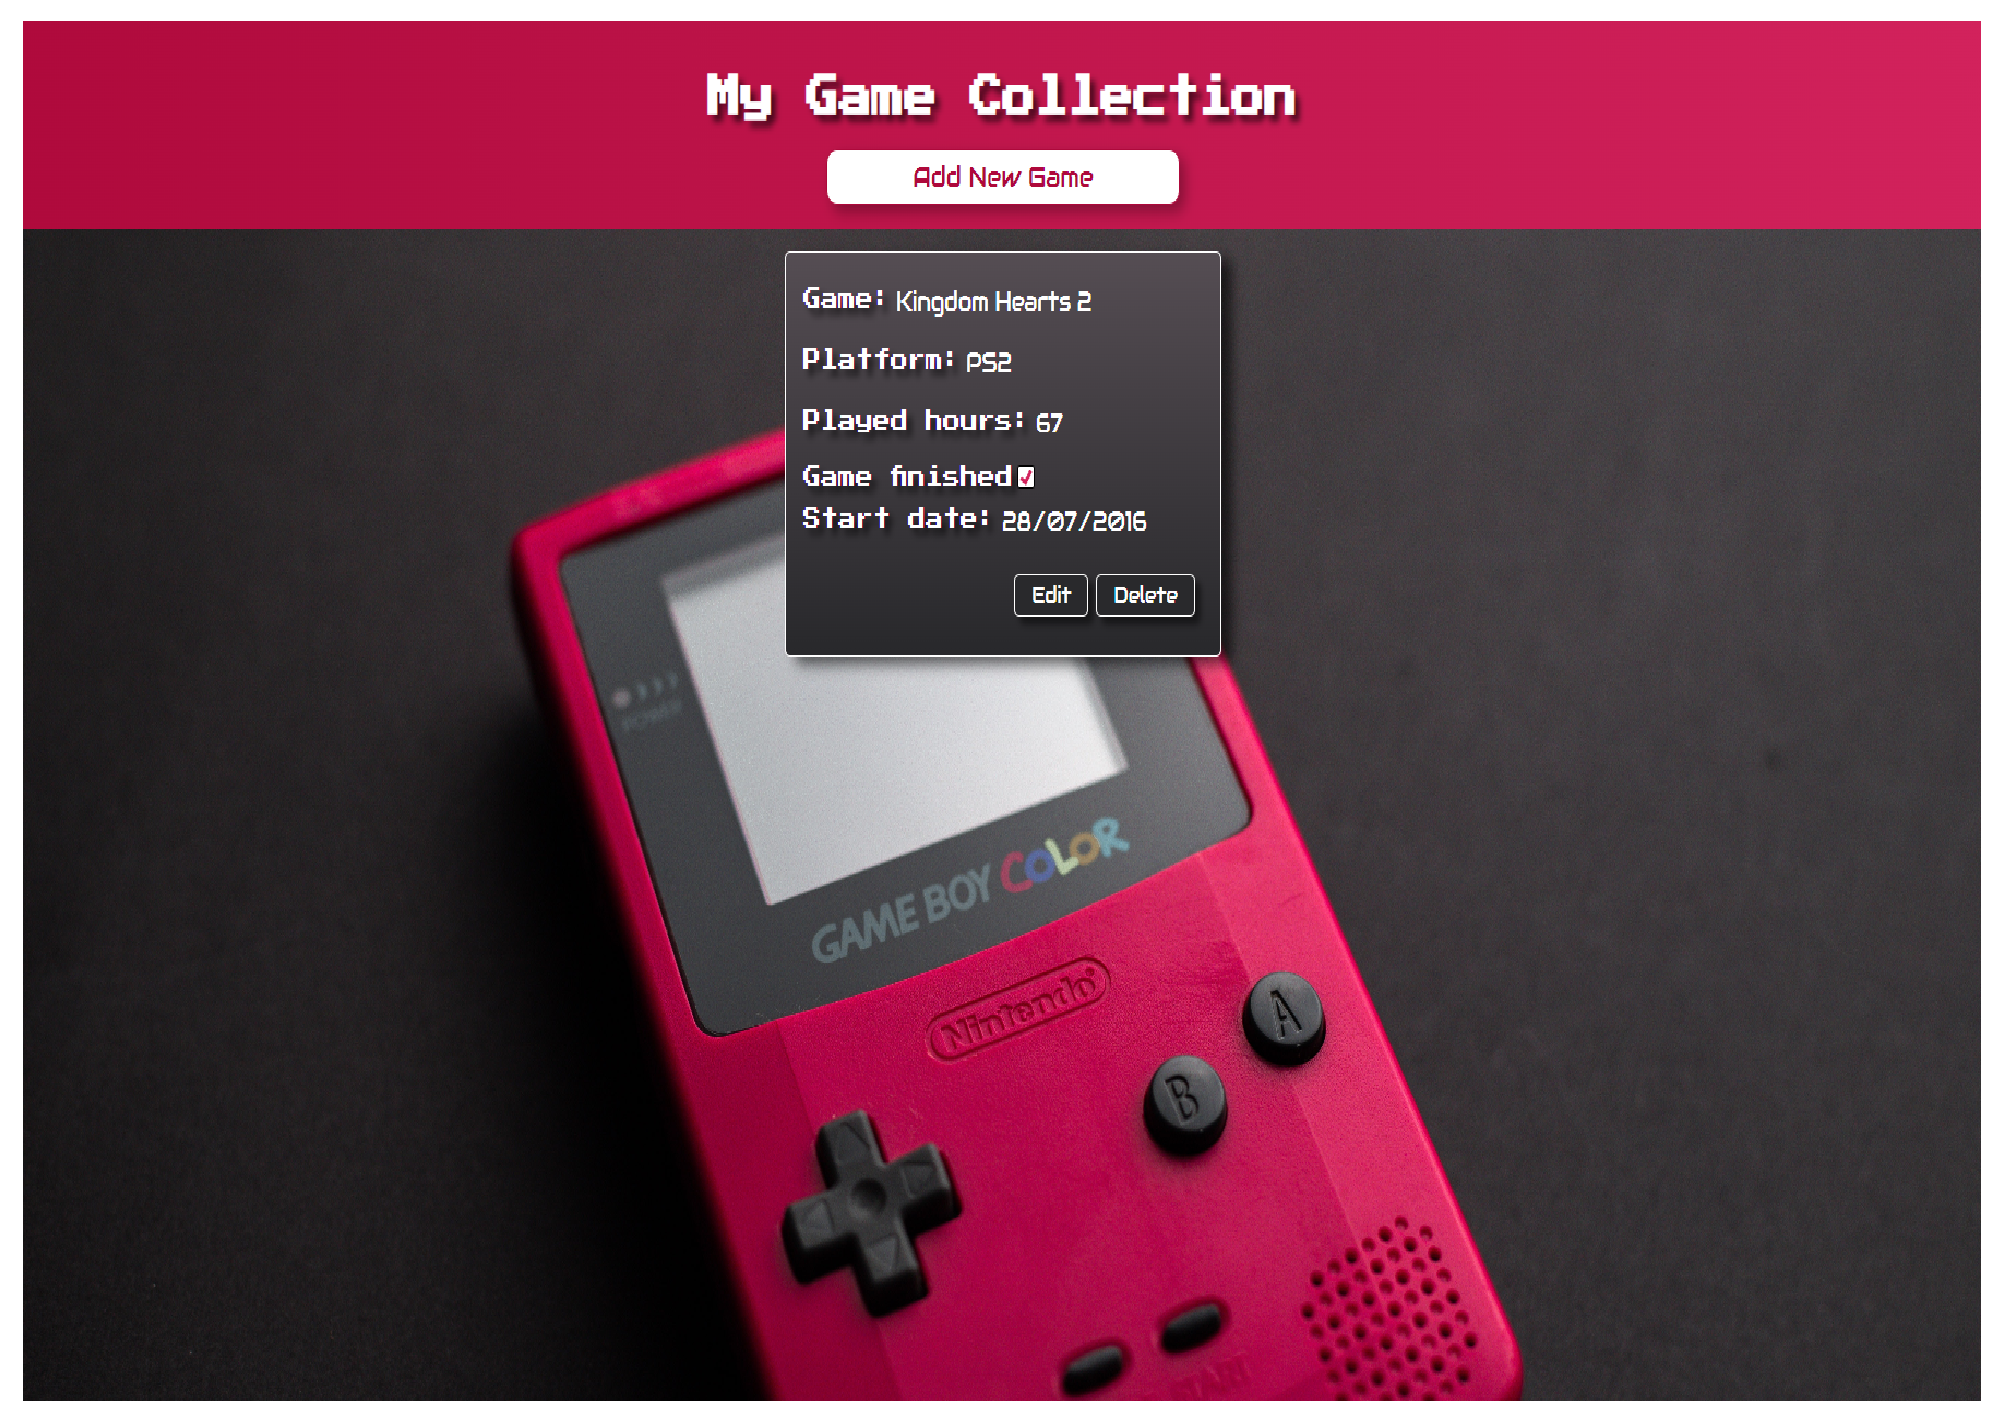 My Game Collection
Add New Game
Game: Kingdom Hearts 2
Platform: PS2
Played hours: 67
Game finished
Start date: 28/07/2016
Edit Delete
POWER
GAME BOY COLOR
Nintendo®
A
B
START